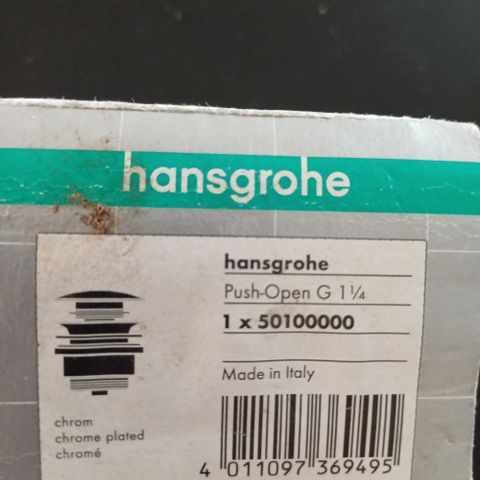 hansgrohe
hansgrohe
Push-Open G 1¼
1 x 50100000
Made in Italy
chrom
chrome plated
chromé
4 011097 369495